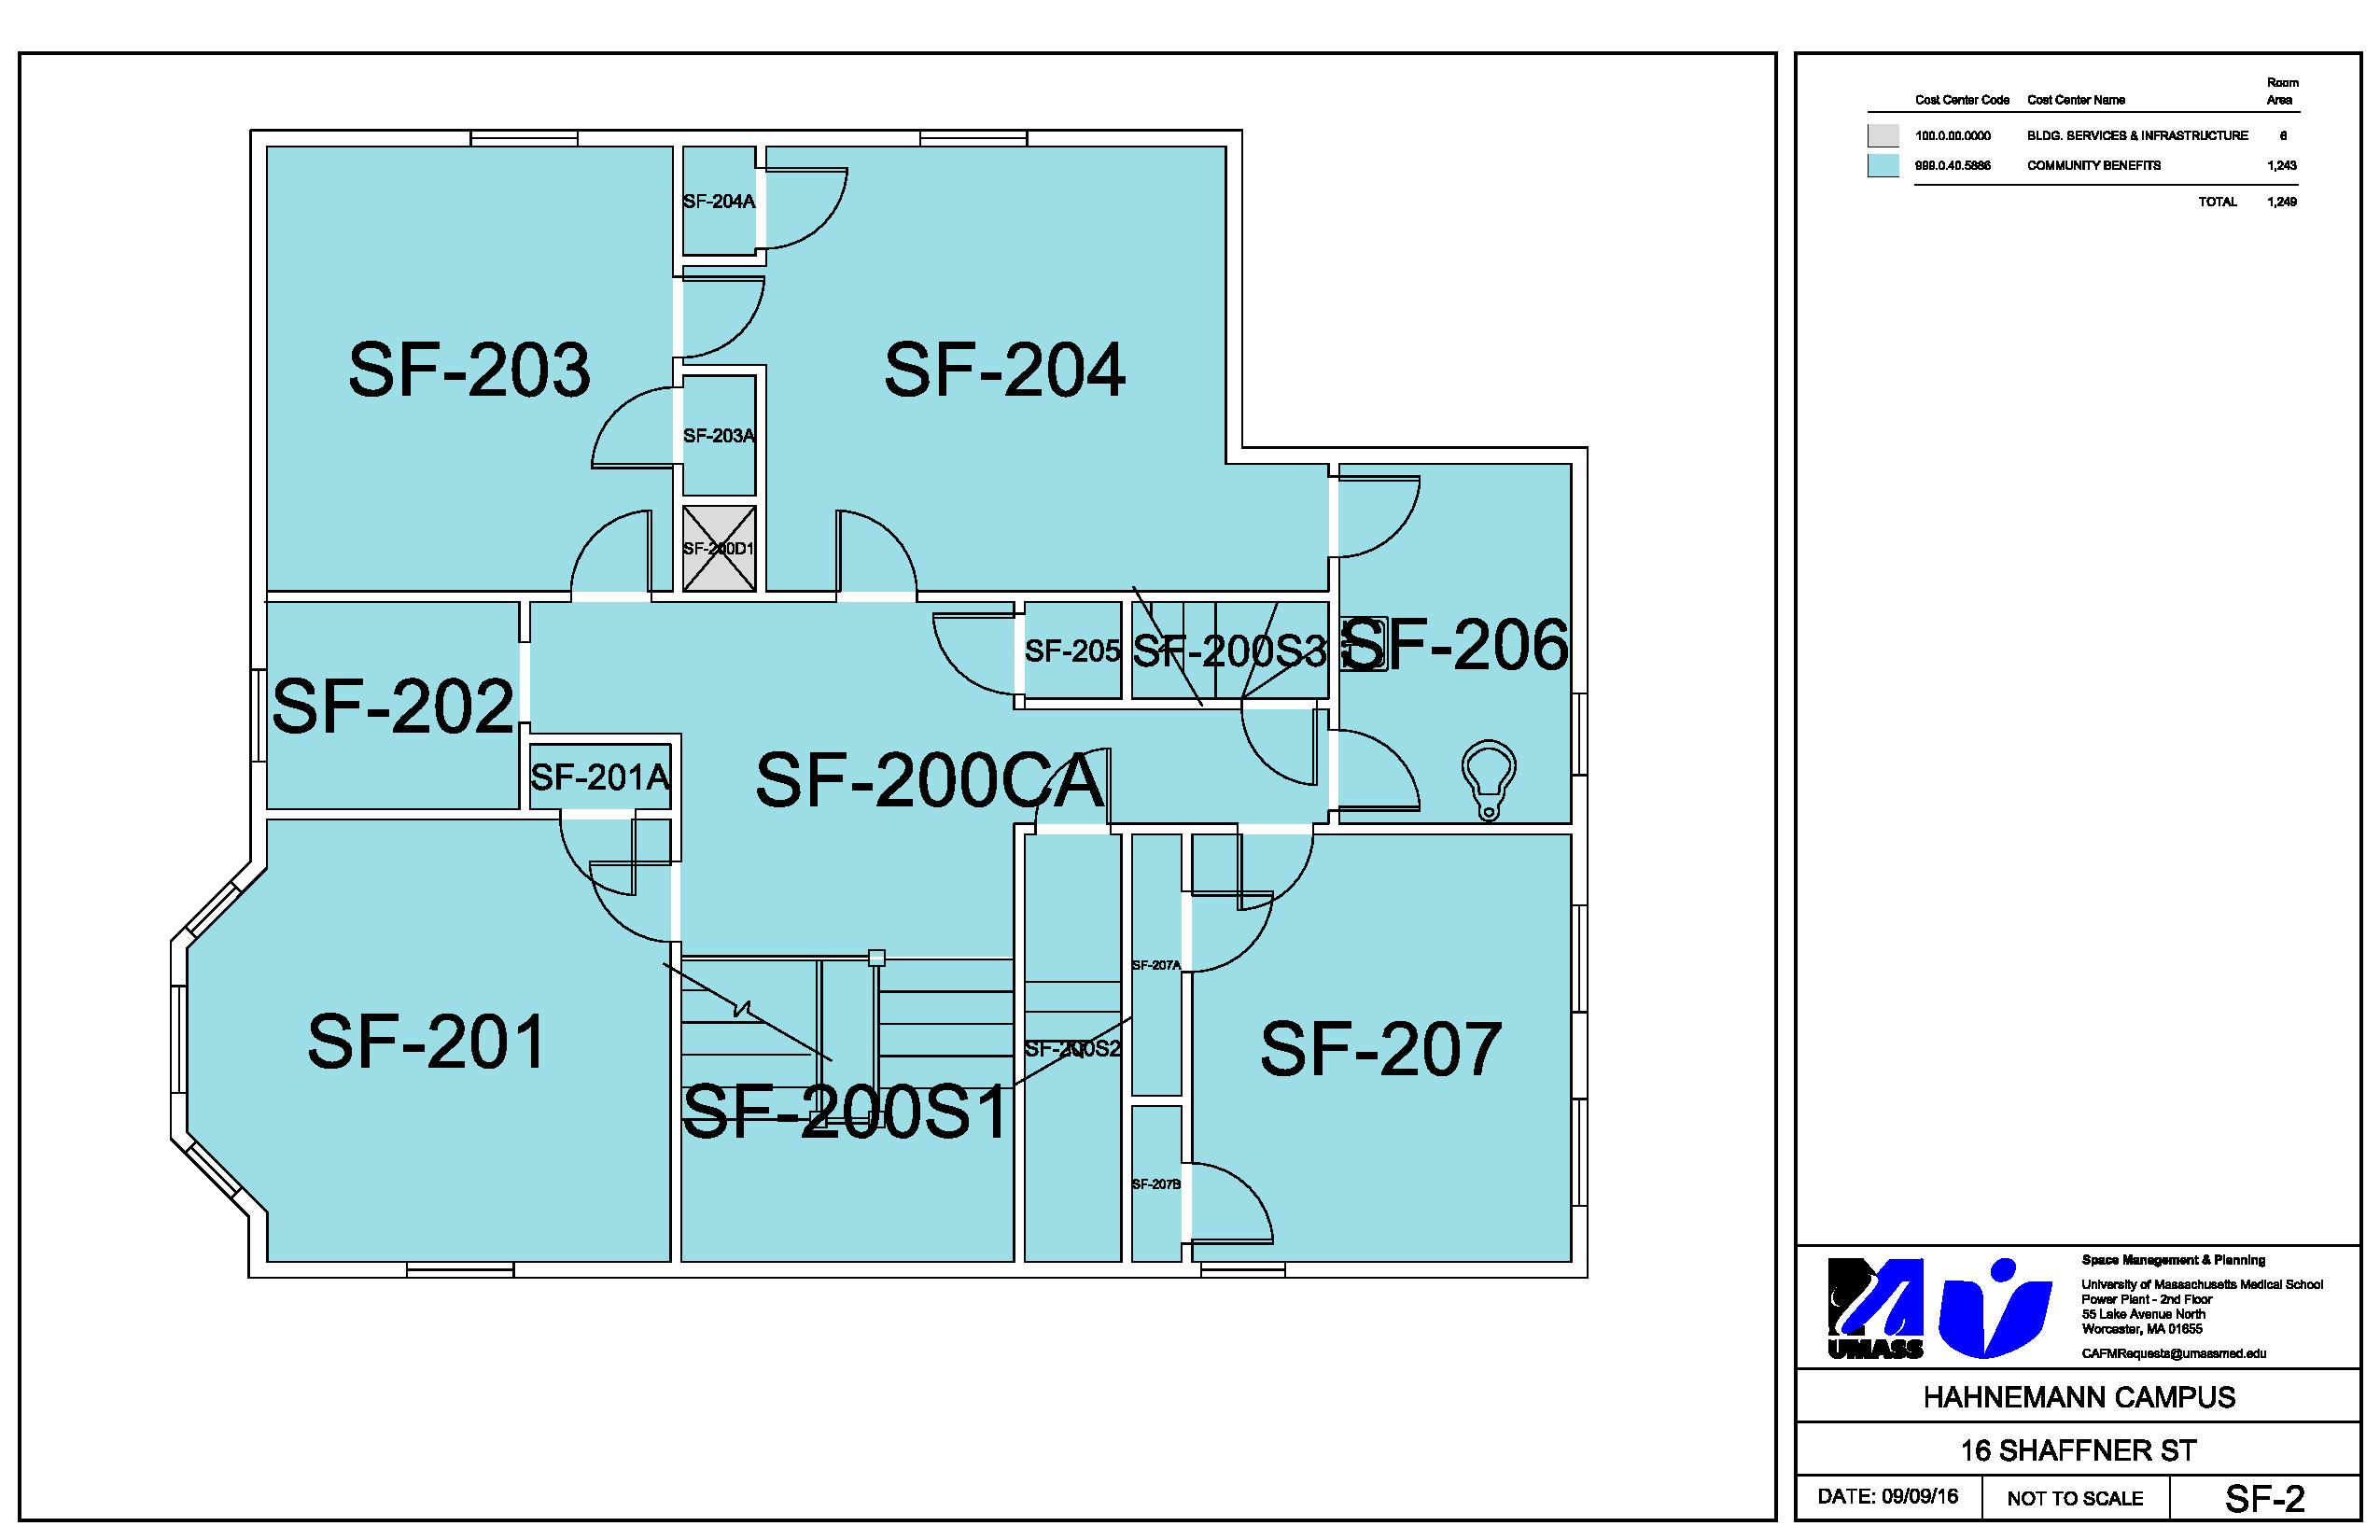 SF-204A
SF-203
SF-204
SF-203A
SF-200D1
SF-205
SF-200S3
SF-206
SF-202
SF-201A
SF-200CA
SF-207A
SF-201
SF-200S2
SF-207
SF-200S1
SF-207B
Room
Cost Center Code Cost Center Name Area
100.0.00.0000 BLDG. SERVICES & INFRASTRUCTURE 6
999.0.40.5886 COMMUNITY BENEFITS 1,243
TOTAL 1,249
UMASS
Space Management & Planning
University of Massachusetts Medical School
Power Plant - 2nd Floor
55 Lake Avenue North
Worcester, MA 01655
CAFMRequests@umassmed.edu
HAHNEMANN CAMPUS
16 SHAFFNER ST
DATE: 09/09/16 NOT TO SCALE SF-2